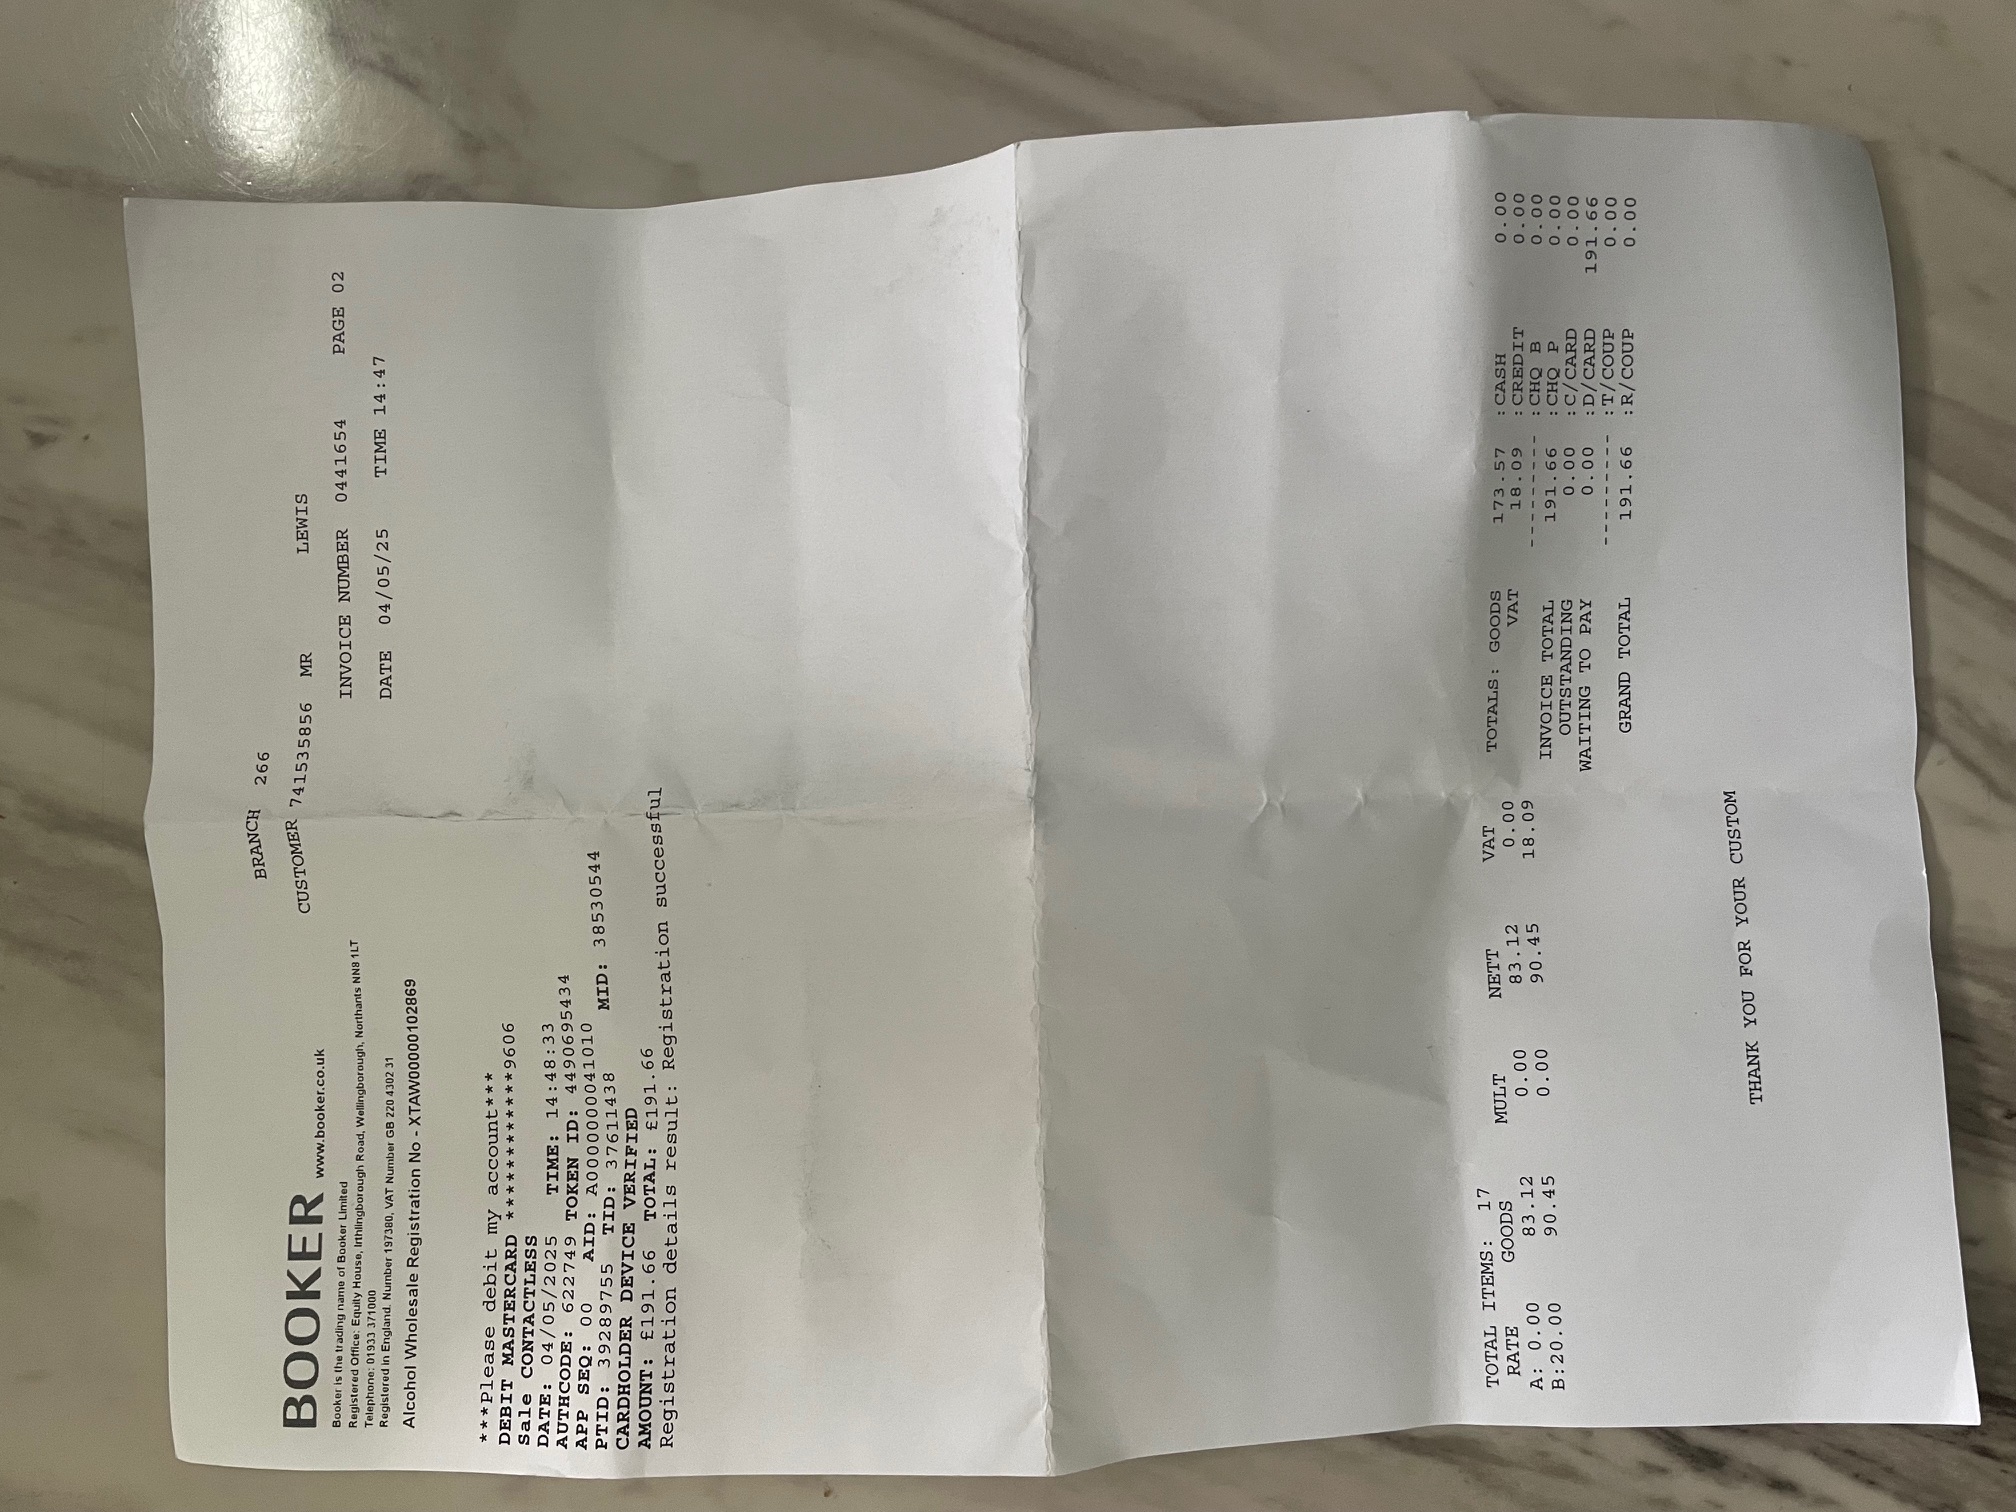 BRANCH 266
BOOKER www.booker.co.uk
CUSTOMER 741535856 MR LEWIS
Booker is the trading name of Booker Limited
Registered Office: Equity House, Irthlingborough Road, Wellingborough, Northants NN8 1LT
Telephone: 01933 371000
Registered in England. Number 197380, VAT Number GB 220 4302 31
Alcohol Wholesale Registration No - XTAW00000102869
INVOICE NUMBER 0441654 PAGE 02
DATE 04/05/25 TIME 14:47
***Please debit my account***
DEBIT MASTERCARD ************9606
Sale CONTACTLESS
DATE: 04/05/2025 TIME: 14:48:33
AUTHCODE: 622749 TOKEN ID: 4490695434
APP SEQ: 00 AID: A0000000041010
PTID: 39289755 TID: 37611438 MID: 38530544
CARDHOLDER DEVICE VERIFIED
AMOUNT: £191.66 TOTAL: £191.66
Registration details result: Registration successful
TOTAL ITEMS: 17
RATE GOODS MULT NETT VAT
A: 0.00 83.12 0.00 83.12 0.00
B:20.00 90.45 0.00 90.45 18.09
TOTALS: GOODS 173.57 :CASH 0.00
VAT 18.09 :CREDIT 0.00
--------- :CHQ B 0.00
INVOICE TOTAL 191.66 :CHQ P 0.00
OUTSTANDING 0.00 :C/CARD 0.00
WAITING TO PAY 0.00 :D/CARD 191.66
--------- :T/COUP 0.00
GRAND TOTAL 191.66 :R/COUP 0.00
THANK YOU FOR YOUR CUSTOM